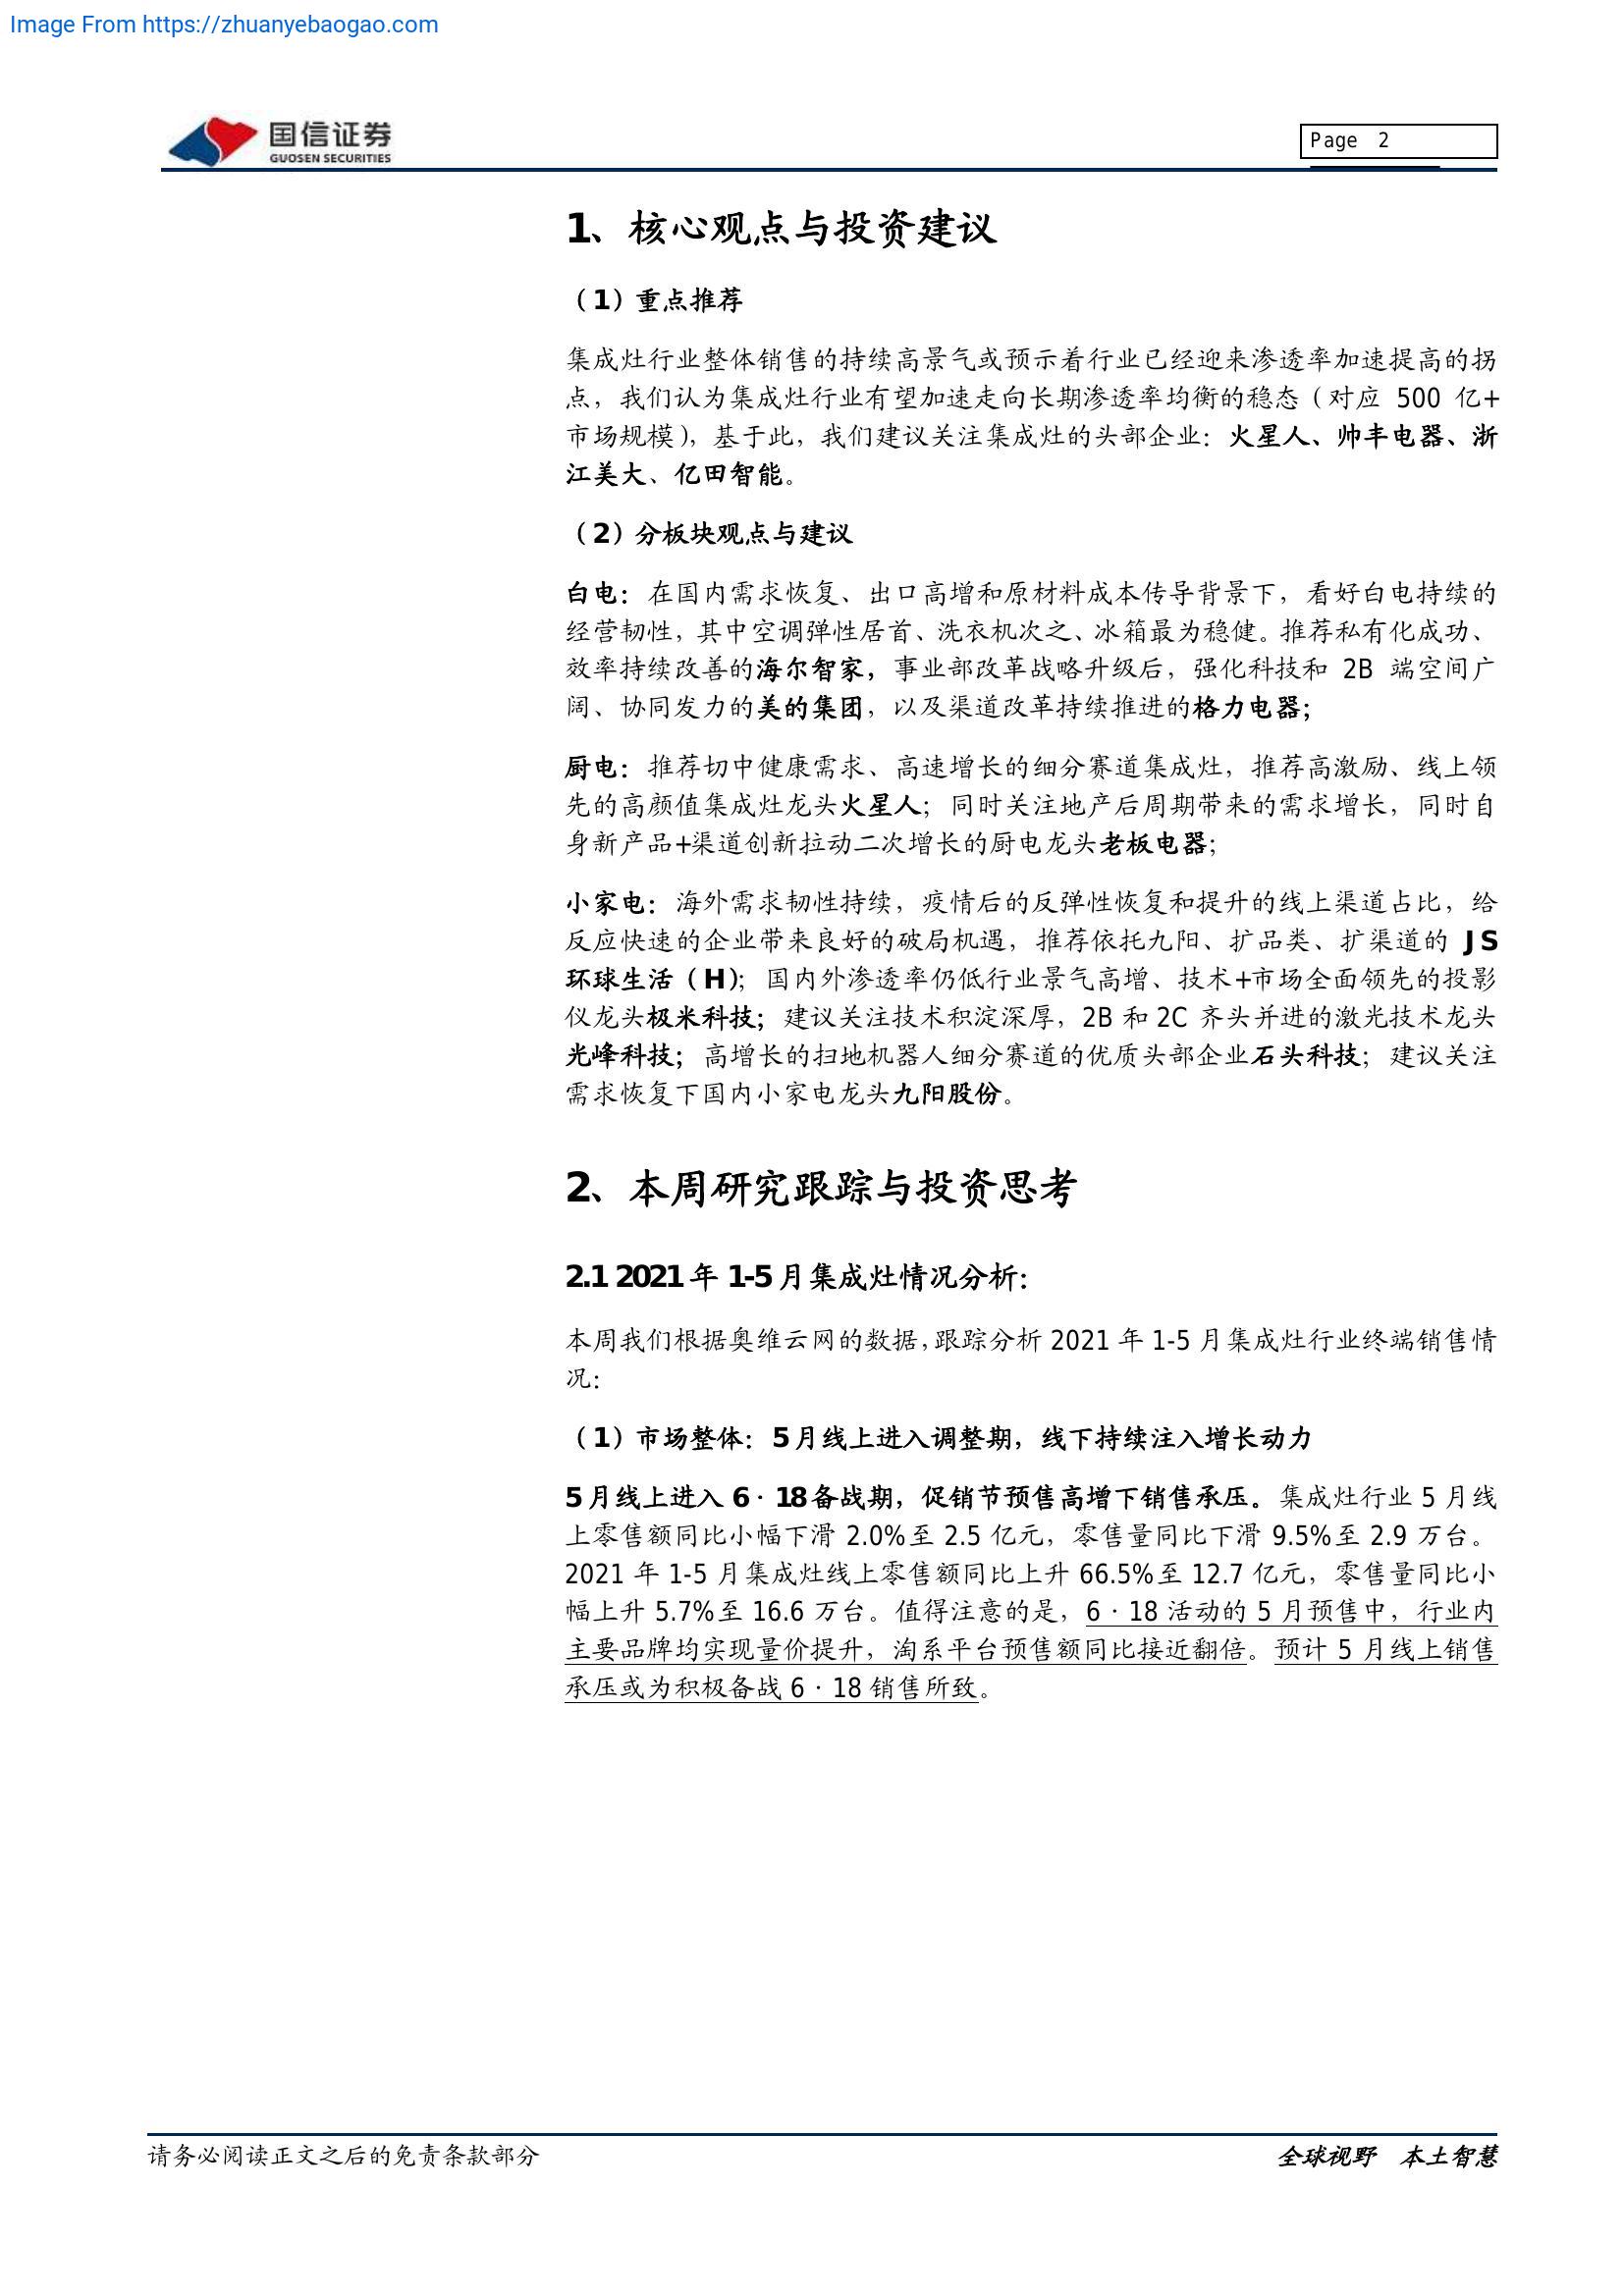 Image From https://zhuanyebaogao.com
国信证券
GUOSEN SECURITIES
Page 2
1、核心观点与投资建议
（1）重点推荐
集成灶行业整体销售的持续高景气或预示着行业已经迎来渗透率加速提高的拐
点，我们认为集成灶行业有望加速走向长期渗透率均衡的稳态（对应 500 亿+
市场规模），基于此，我们建议关注集成灶的头部企业：火星人、帅丰电器、浙
江美大、亿田智能。
（2）分板块观点与建议
白电：在国内需求恢复、出口高增和原材料成本传导背景下，看好白电持续的
经营韧性，其中空调弹性居首、洗衣机次之、冰箱最为稳健。推荐私有化成功、
效率持续改善的海尔智家，事业部改革战略升级后，强化科技和 2B 端空间广
阔、协同发力的美的集团，以及渠道改革持续推进的格力电器；
厨电：推荐切中健康需求、高速增长的细分赛道集成灶，推荐高激励、线上领
先的高颜值集成灶龙头火星人；同时关注地产后周期带来的需求增长，同时自
身新产品+渠道创新拉动二次增长的厨电龙头老板电器；
小家电：海外需求韧性持续，疫情后的反弹性恢复和提升的线上渠道占比，给
反应快速的企业带来良好的破局机遇，推荐依托九阳、扩品类、扩渠道的 JS
环球生活（H）；国内外渗透率仍低行业景气高增、技术+市场全面领先的投影
仪龙头极米科技；建议关注技术积淀深厚，2B 和 2C 齐头并进的激光技术龙头
光峰科技；高增长的扫地机器人细分赛道的优质头部企业石头科技；建议关注
需求恢复下国内小家电龙头九阳股份。
2、本周研究跟踪与投资思考
2.1 2021 年 1-5 月集成灶情况分析：
本周我们根据奥维云网的数据，跟踪分析 2021 年 1-5 月集成灶行业终端销售情
况：
（1）市场整体：5 月线上进入调整期，线下持续注入增长动力
5 月线上进入 6·18 备战期，促销节预售高增下销售承压。集成灶行业 5 月线
上零售额同比小幅下滑 2.0%至 2.5 亿元，零售量同比下滑 9.5%至 2.9 万台。
2021 年 1-5 月集成灶线上零售额同比上升 66.5%至 12.7 亿元，零售量同比小
幅上升 5.7%至 16.6 万台。值得注意的是，6·18 活动的 5 月预售中，行业内
主要品牌均实现量价提升，淘系平台预售额同比接近翻倍。预计 5 月线上销售
承压或为积极备战 6·18 销售所致。
请务必阅读正文之后的免责条款部分
全球视野 本土智慧